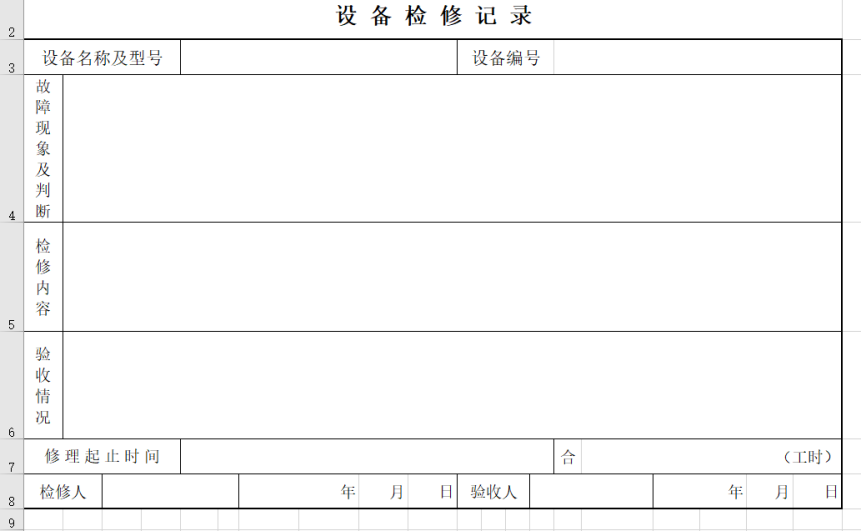 设备检修记录
2
设备名称及型号 设备编号
3
故障现象及判断
4
检修内容
5
验收情况
6
修理起止时间 合 （工时）
7
检修人 年 月 日 验收人 年 月 日
8
9